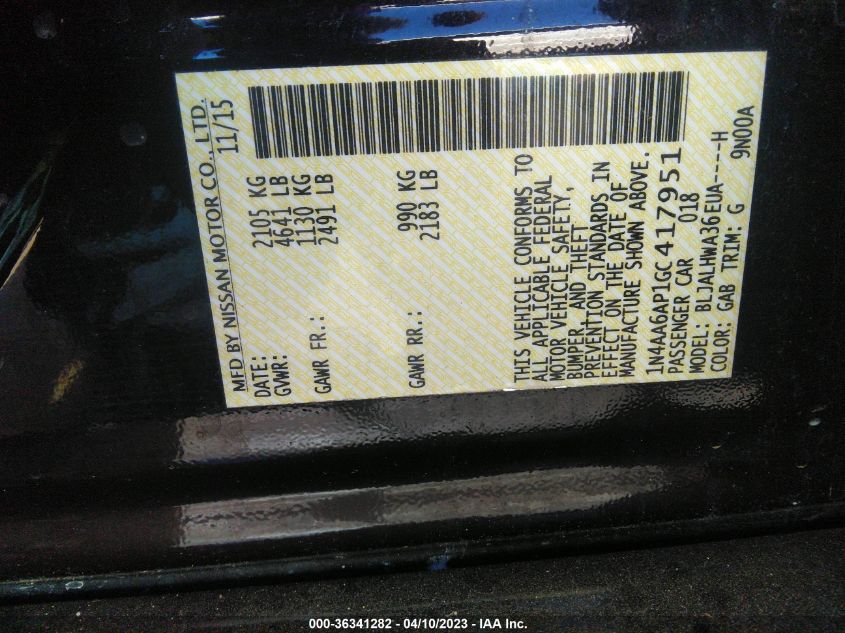 MFD BY NISSAN MOTOR CO., LTD.
DATE: 11/15
GVWR: 2105 KG
4641 LB
GAWR FR.: 1130 KG
2491 LB
GAWR RR.: 990 KG
2183 LB
THIS VEHICLE CONFORMS TO
ALL APPLICABLE FEDERAL
MOTOR VEHICLE SAFETY,
BUMPER, AND THEFT
PREVENTION STANDARDS IN
EFFECT ON THE DATE OF
MANUFACTURE SHOWN ABOVE.
1N4AA6AP1GC417951
PASSENGER CAR 018
MODEL: BLJALHWA36EUA-----H
COLOR: GAB TRIM: G 9N00A
000-36341282 - 04/10/2023 - IAA Inc.